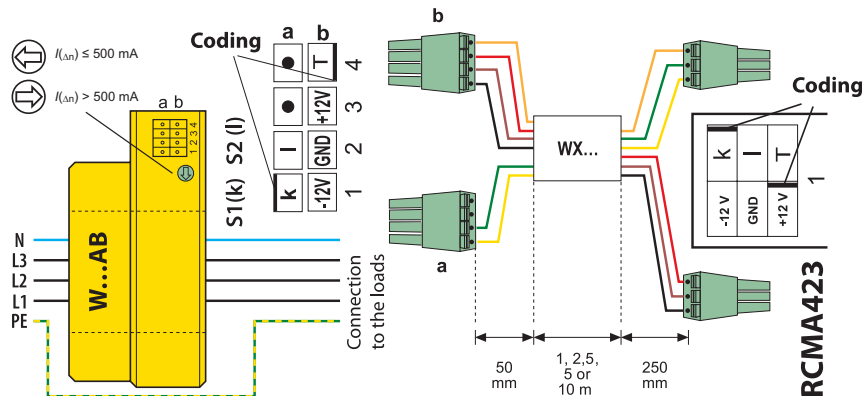 I(Δn) ≤ 500 mA
I(Δn) > 500 mA
a b
1 2 3 4
W...AB
N
L3
L2
L1
PE
Coding
a
b
T
4
+12V
3
S2 (l)
l
GND
2
S1(k)
k
-12V
1
Connection
to the loads
b
a
WX...
50
mm
1, 2,5,
5 or
10 m
250
mm
Coding
k
l
T
-12 V
GND
+12 V
1
RCMA423